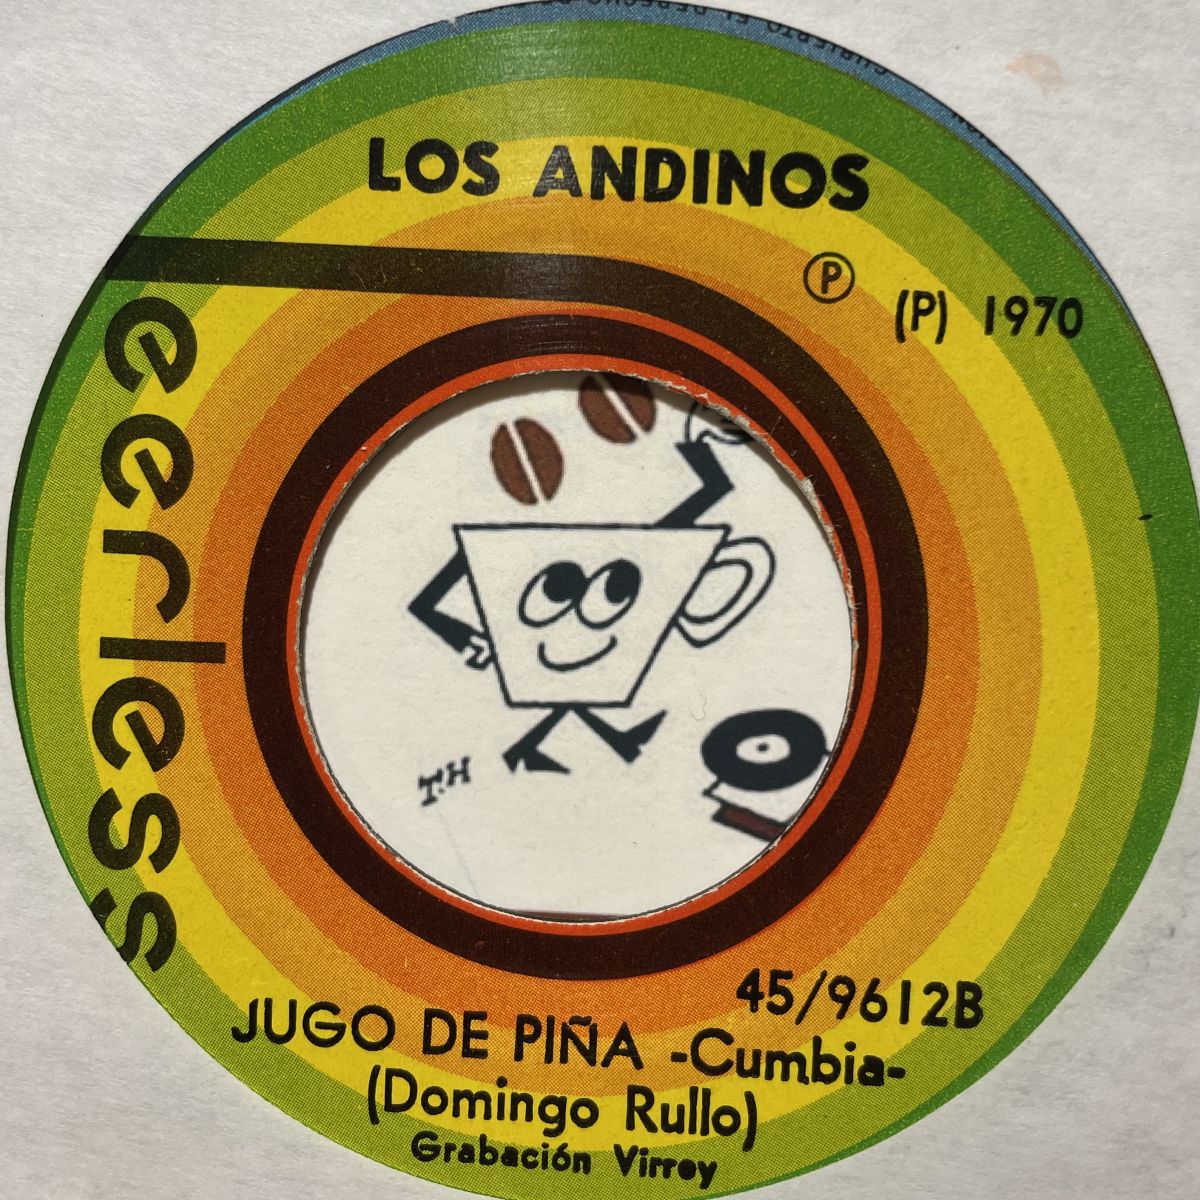 LOS ANDINOS
Ⓟ
(P) 1970
eerless
45/9612B
JUGO DE PIÑA -Cumbia-
(Domingo Rullo)
Grabación Virrey
T.H